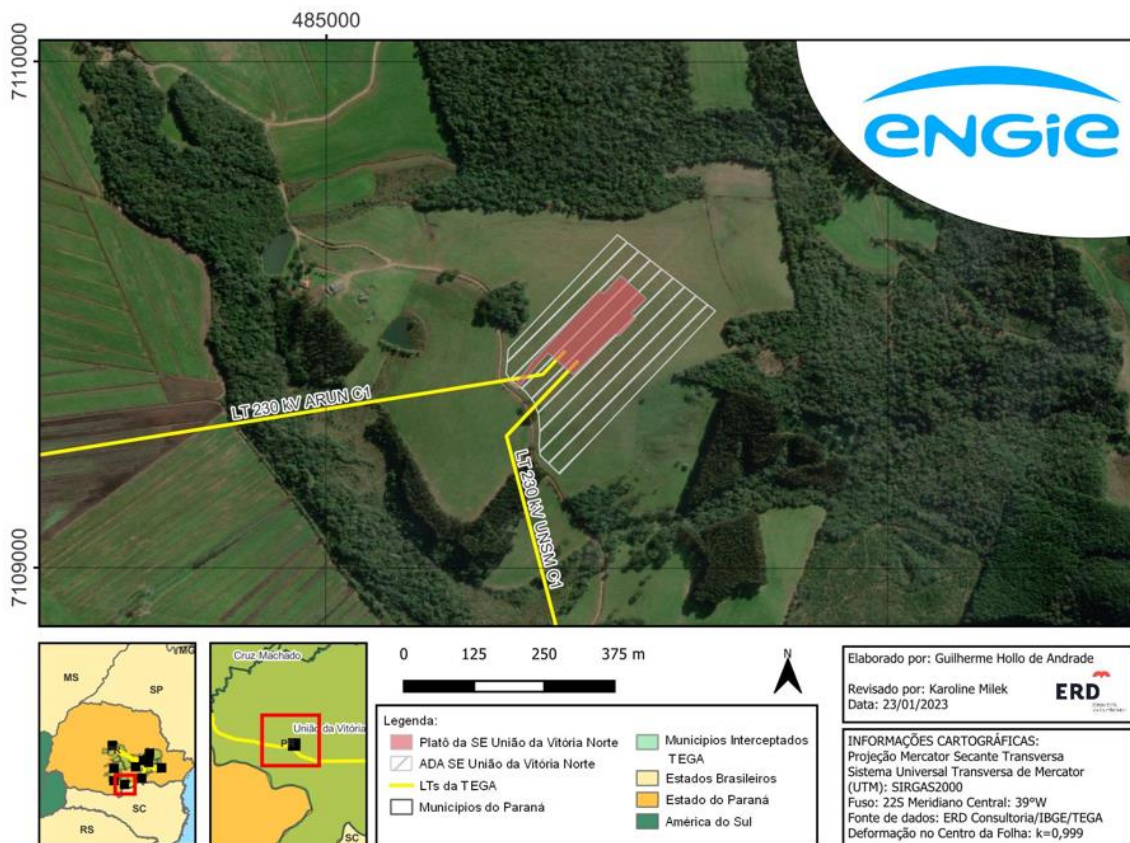 485000
7110000
ENGIE
LT 230 kV ARUN C1
LT 230 kV UNSM C1
7109000
MG
MS
SP
SC
RS
Cruz Machado
União da Vitória
SC
0 125 250 375 m
N
Legenda:
Platô da SE União da Vitória Norte
ADA SE União da Vitória Norte
LTs da TEGA
Municípios do Paraná
Municípios Interceptados
TEGA
Estados Brasileiros
Estado do Paraná
América do Sul
Elaborado por: Guilherme Hollo de Andrade
Revisado por: Karoline Milek
Data: 23/01/2023
ERD
INFORMAÇÕES CARTOGRÁFICAS:
Projeção Mercator Secante Transversa
Sistema Universal Transversa de Mercator
(UTM): SIRGAS2000
Fuso: 22S Meridiano Central: 39°W
Fonte de dados: ERD Consultoria/IBGE/TEGA
Deformação no Centro da Folha: k=0,999